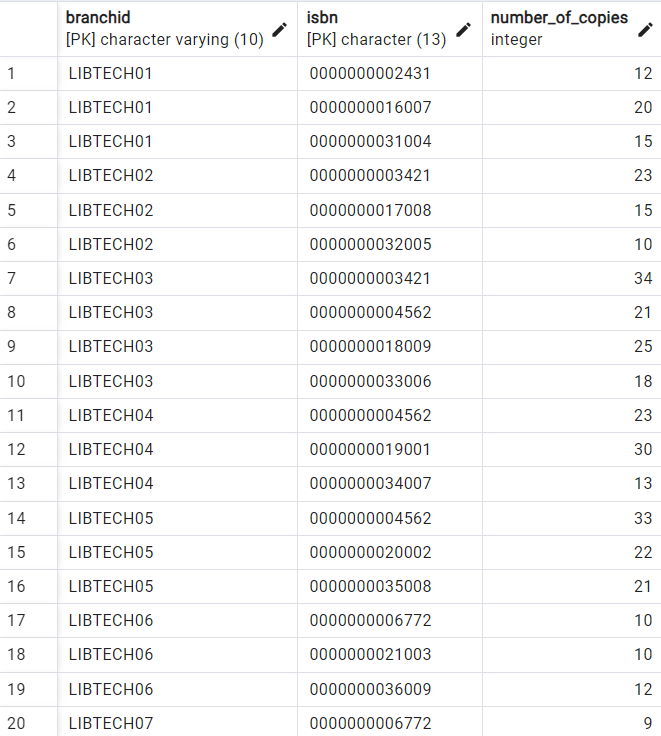 branchid isbn number_of_copies
[PK] character varying (10) [PK] character (13) integer
1 LIBTECH01 0000000002431 12
2 LIBTECH01 0000000016007 20
3 LIBTECH01 0000000031004 15
4 LIBTECH02 0000000003421 23
5 LIBTECH02 0000000017008 15
6 LIBTECH02 0000000032005 10
7 LIBTECH03 0000000003421 34
8 LIBTECH03 0000000004562 21
9 LIBTECH03 0000000018009 25
10 LIBTECH03 0000000033006 18
11 LIBTECH04 0000000004562 23
12 LIBTECH04 0000000019001 30
13 LIBTECH04 0000000034007 13
14 LIBTECH05 0000000004562 33
15 LIBTECH05 0000000020002 22
16 LIBTECH05 0000000035008 21
17 LIBTECH06 0000000006772 10
18 LIBTECH06 0000000021003 10
19 LIBTECH06 0000000036009 12
20 LIBTECH07 0000000006772 9